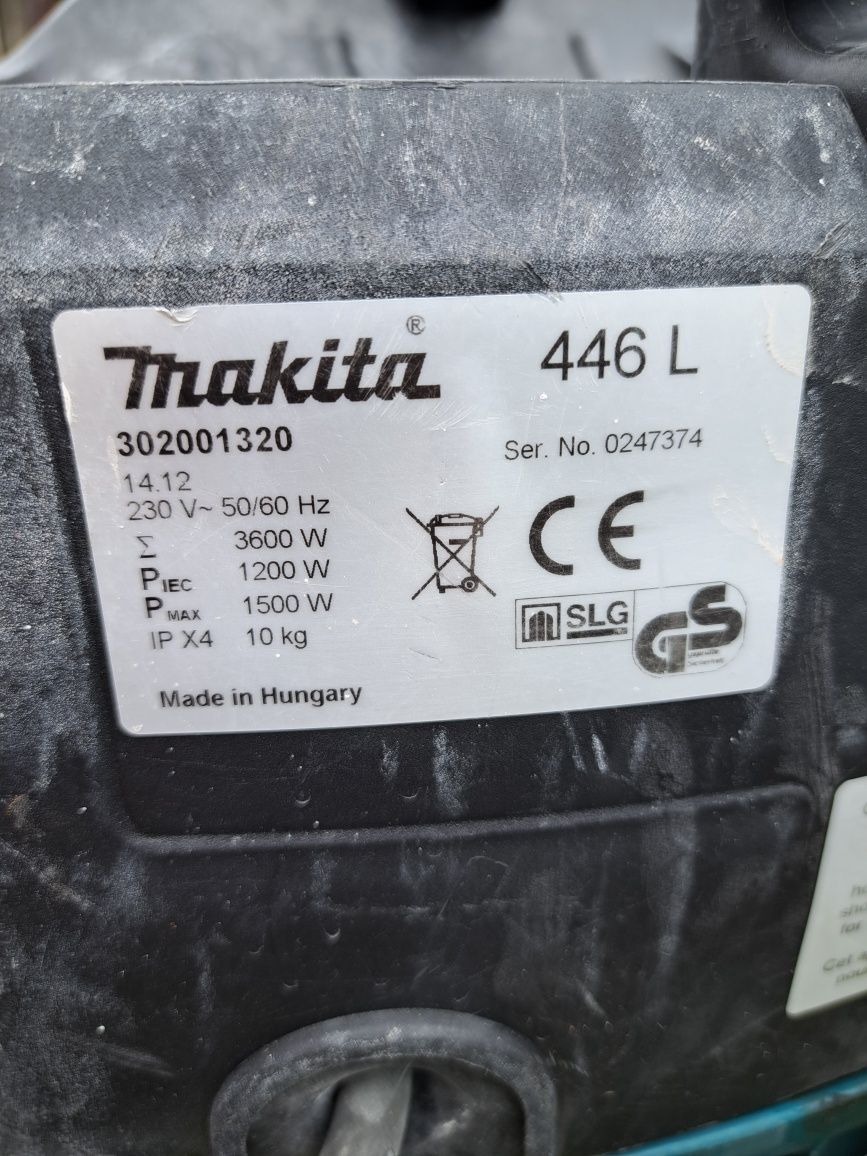 makita® 446 L
302001320 Ser. No. 0247374
14.12
230 V~ 50/60 Hz
Σ 3600 W
PIEC 1200 W
PMAX 1500 W
IP X4 10 kg
CE
SLG
GS
Made in Hungary
for